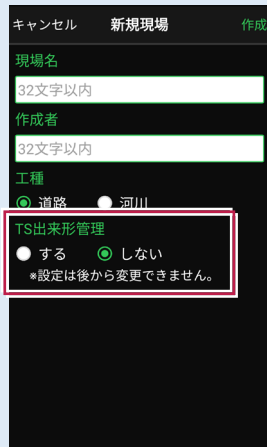 キャンセル 新規現場 作成
現場名
32文字以内
作成者
32文字以内
工種
道路 河川
TS出来形管理
する しない
※設定は後から変更できません。